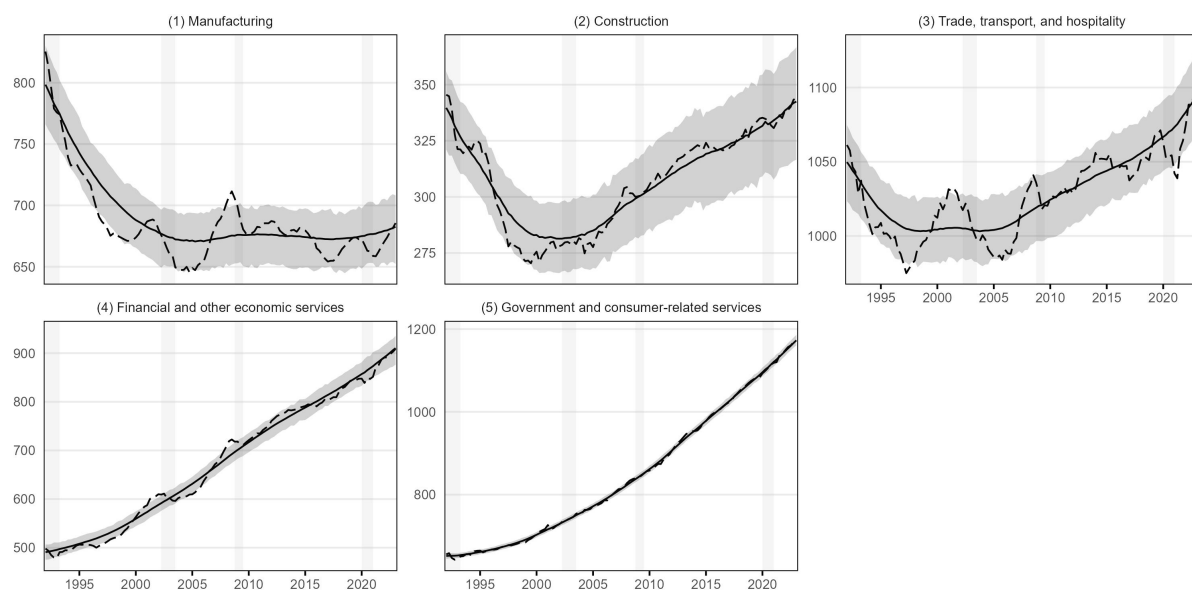 (1) Manufacturing
(2) Construction
(3) Trade, transport, and hospitality
800
750
700
650
350
325
300
275
1100
1050
1000
1995 2000 2005 2010 2015 2020
(4) Financial and other economic services
(5) Government and consumer-related services
900
800
700
600
500
1995 2000 2005 2010 2015 2020
1200
1000
800
1995 2000 2005 2010 2015 2020